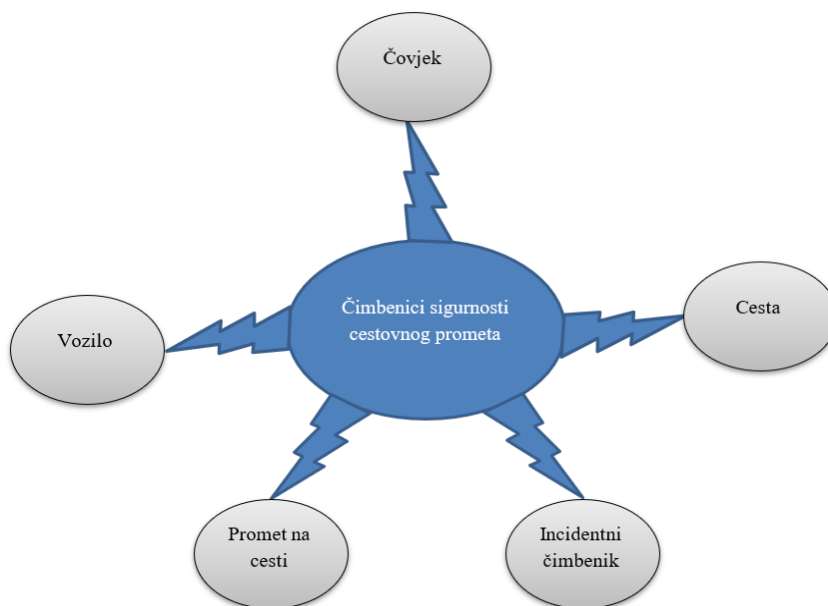 Čovjek
Čimbenici sigurnosti
cestovnog prometa
Cesta
Vozilo
Promet na
cesti
Incidentni
čimbenik